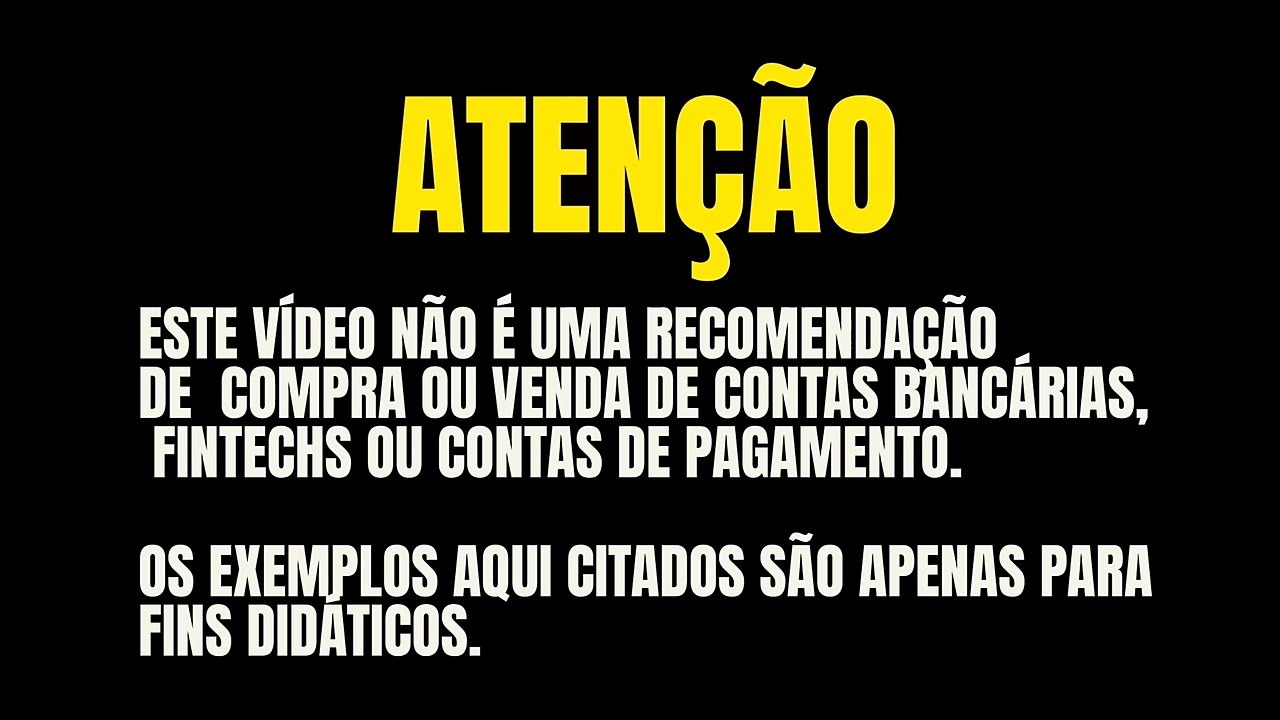 ATENÇÃO
ESTE VÍDEO NÃO É UMA RECOMENDAÇÃO
DE COMPRA OU VENDA DE CONTAS BANCÁRIAS,
FINTECHS OU CONTAS DE PAGAMENTO.
OS EXEMPLOS AQUI CITADOS SÃO APENAS PARA
FINS DIDÁTICOS.